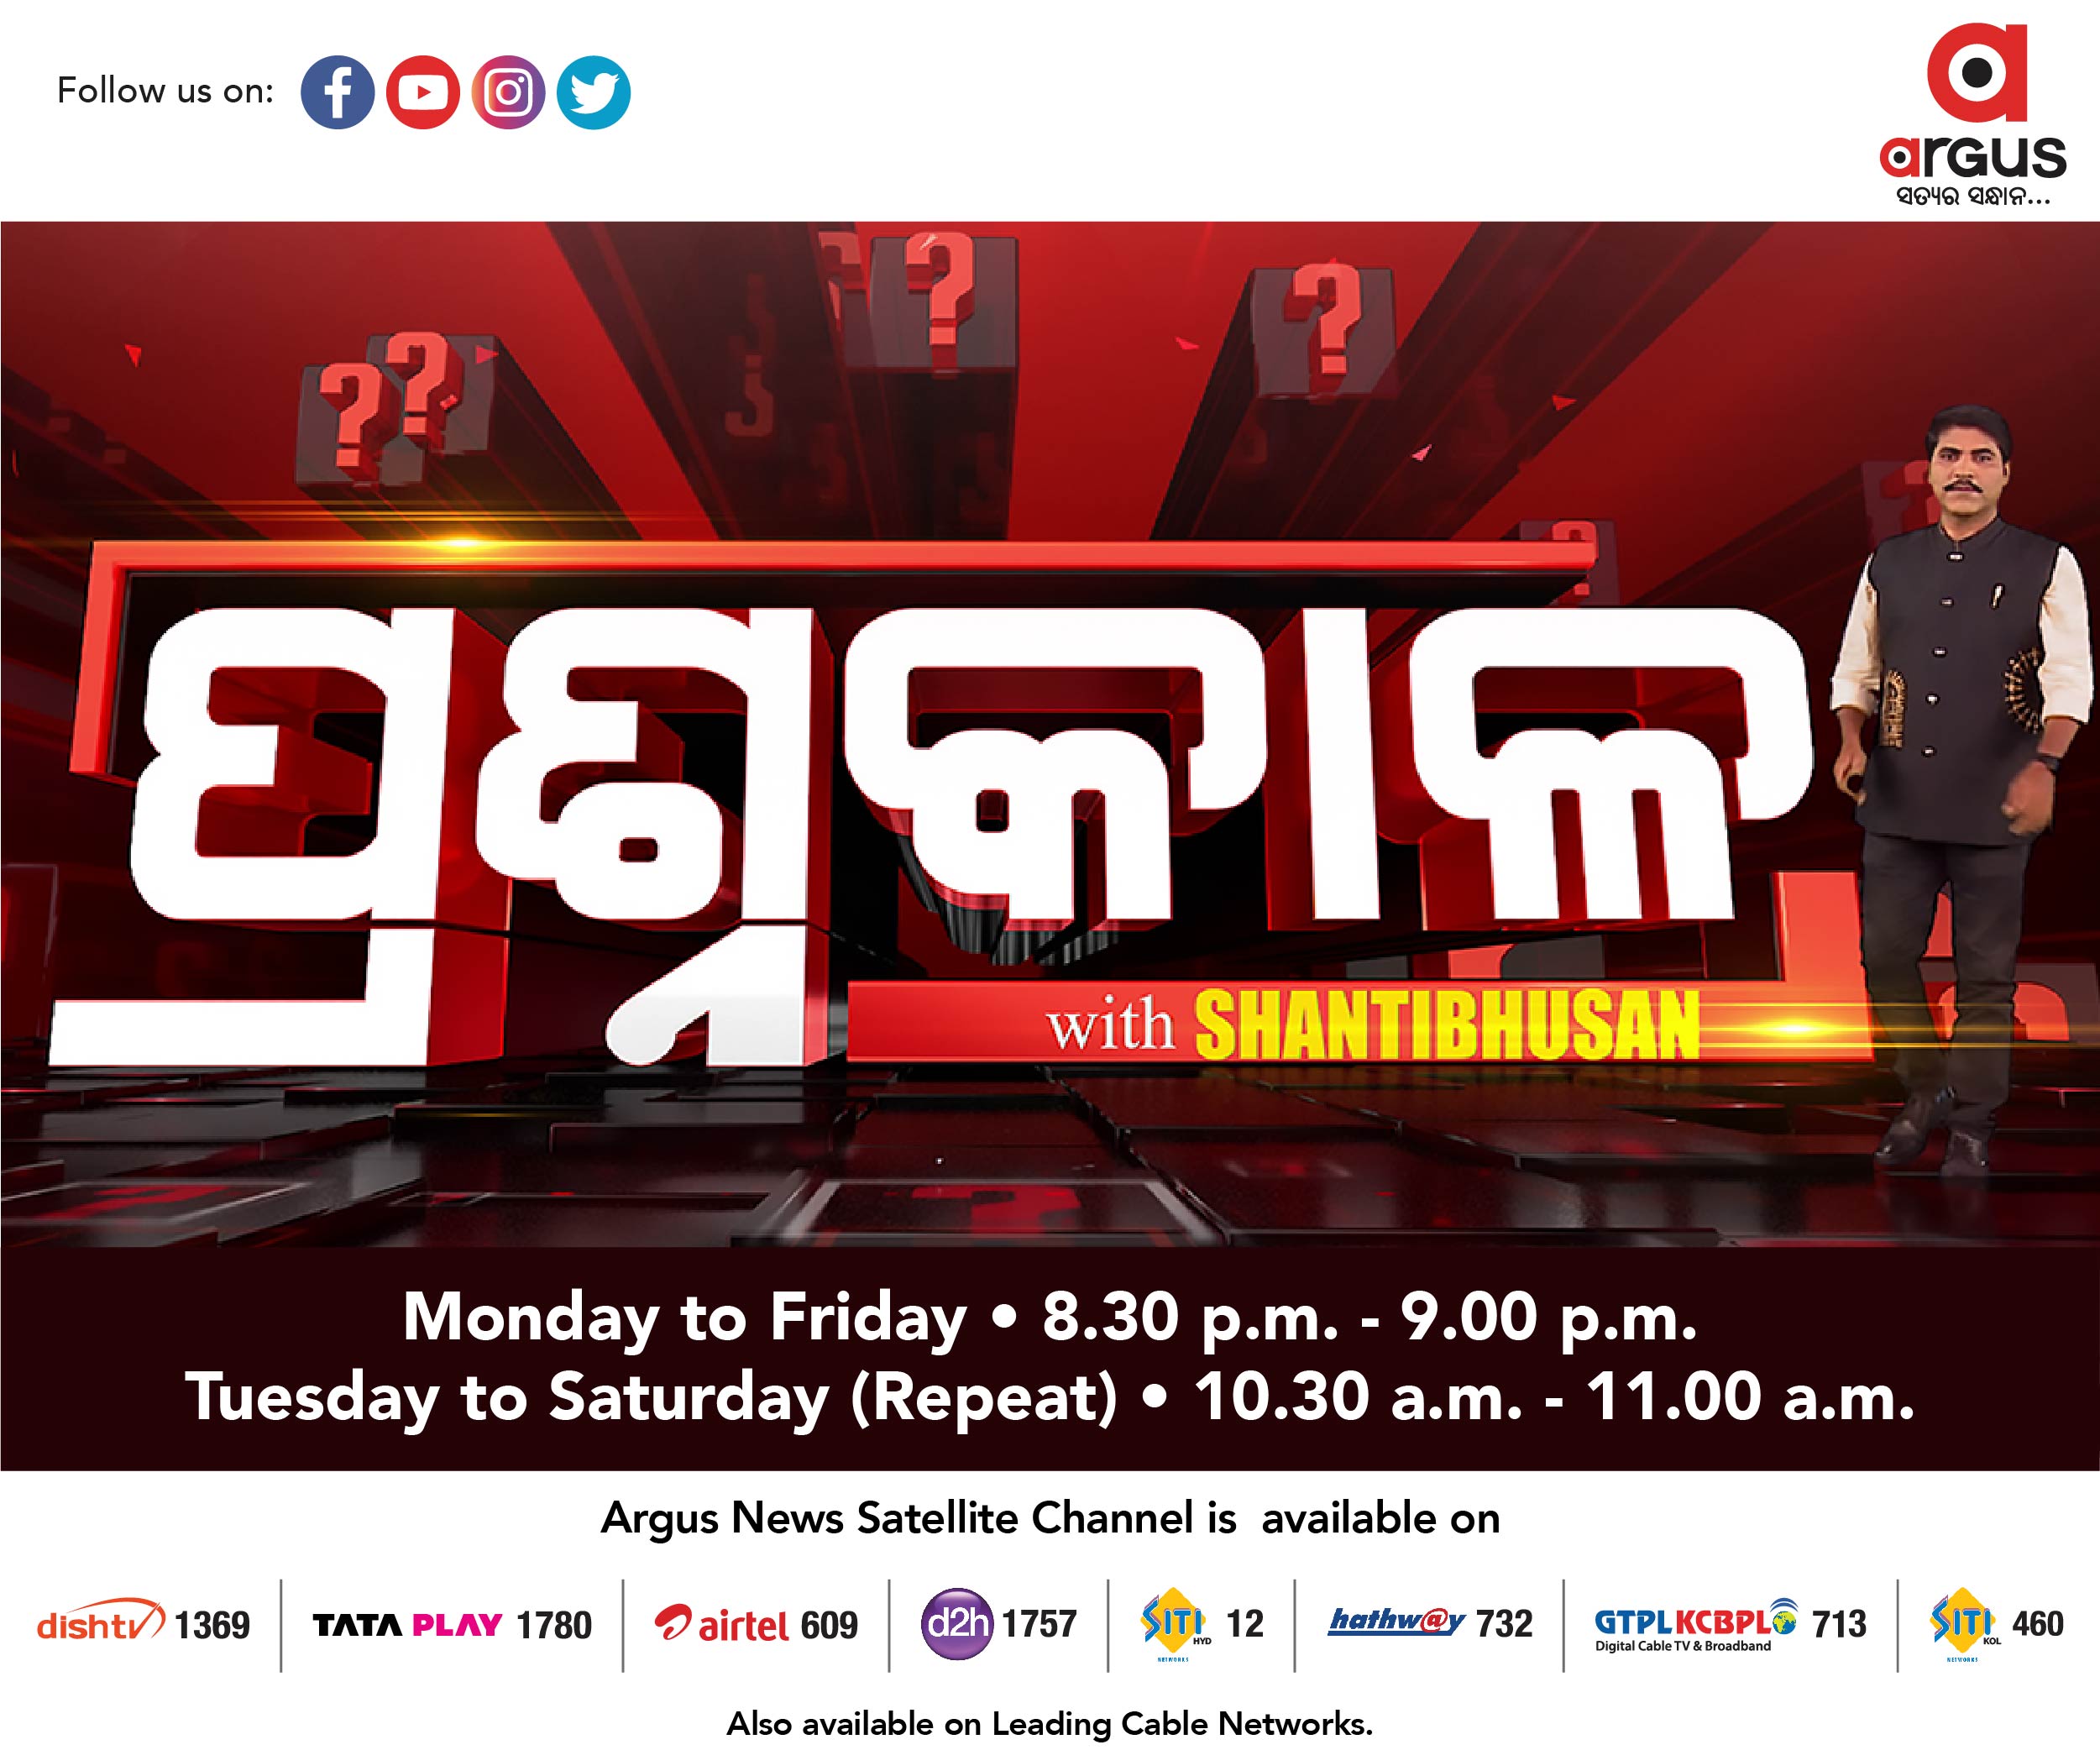 Follow us on:
argus
ସତ୍ୟର ସନ୍ଧାନ...
ପ୍ରଶ୍ନକାଳ
with SHANTIBHUSAN
Monday to Friday • 8.30 p.m. - 9.00 p.m.
Tuesday to Saturday (Repeat) • 10.30 a.m. - 11.00 a.m.
Argus News Satellite Channel is available on
dishtv 1369 TATA PLAY 1780 airtel 609 d2h 1757 SITI HYD NETWORKS 12 hathw@y 732 GTPL KCBPL Digital Cable TV & Broadband 713 SITI KOL NETWORKS 460
Also available on Leading Cable Networks.